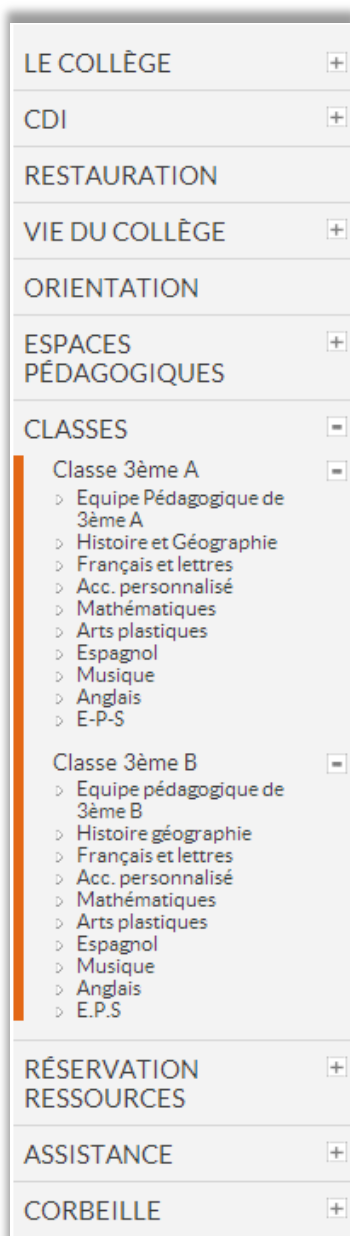 LE COLLÈGE
CDI
RESTAURATION
VIE DU COLLÈGE
ORIENTATION
ESPACES
PÉDAGOGIQUES
CLASSES
Classe 3ème A
Equipe Pédagogique de
3ème A
Histoire et Géographie
Français et lettres
Acc. personnalisé
Mathématiques
Arts plastiques
Espagnol
Musique
Anglais
E-P-S
Classe 3ème B
Equipe pédagogique de
3ème B
Histoire géographie
Français et lettres
Acc. personnalisé
Mathématiques
Arts plastiques
Espagnol
Musique
Anglais
E.P.S
RÉSERVATION
RESSOURCES
ASSISTANCE
CORBEILLE